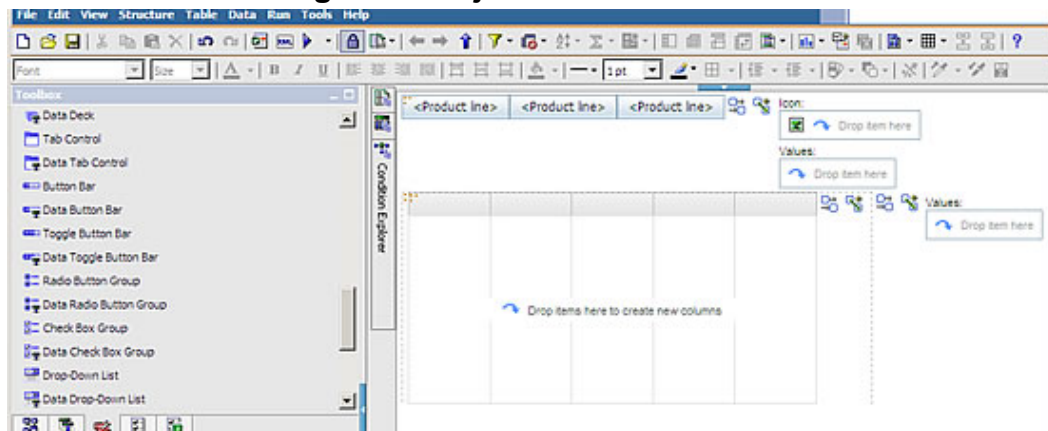 File Edit View Structure Table Data Run Tools Help
Font Size A B I U 1 pt
Toolbox
Data Deck
Tab Control
Data Tab Control
Button Bar
Data Button Bar
Toggle Button Bar
Data Toggle Button Bar
Radio Button Group
Data Radio Button Group
Check Box Group
Data Check Box Group
Drop-Down List
Data Drop-Down List
Condition Explorer
<Product line> <Product line> <Product line>
Icon:
Drop item here
Values:
Drop item here
Values:
Drop item here
Drop items here to create new columns